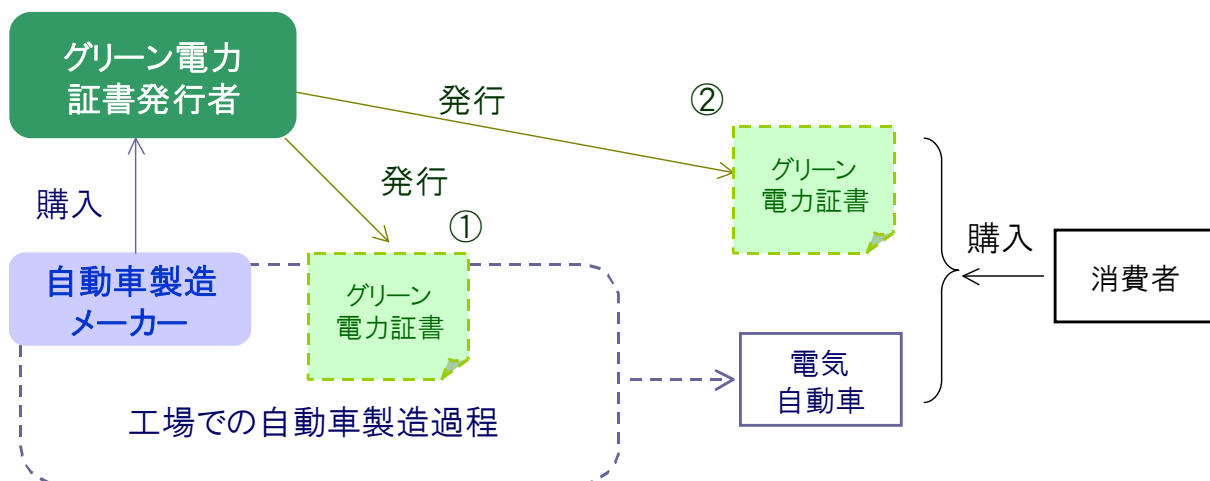 グリーン電力
証書発行者
発行
②
グリーン
電力証書
発行
①
購入
購入
消費者
自動車製造
メーカー
グリーン
電力証書
電気
自動車
工場での自動車製造過程